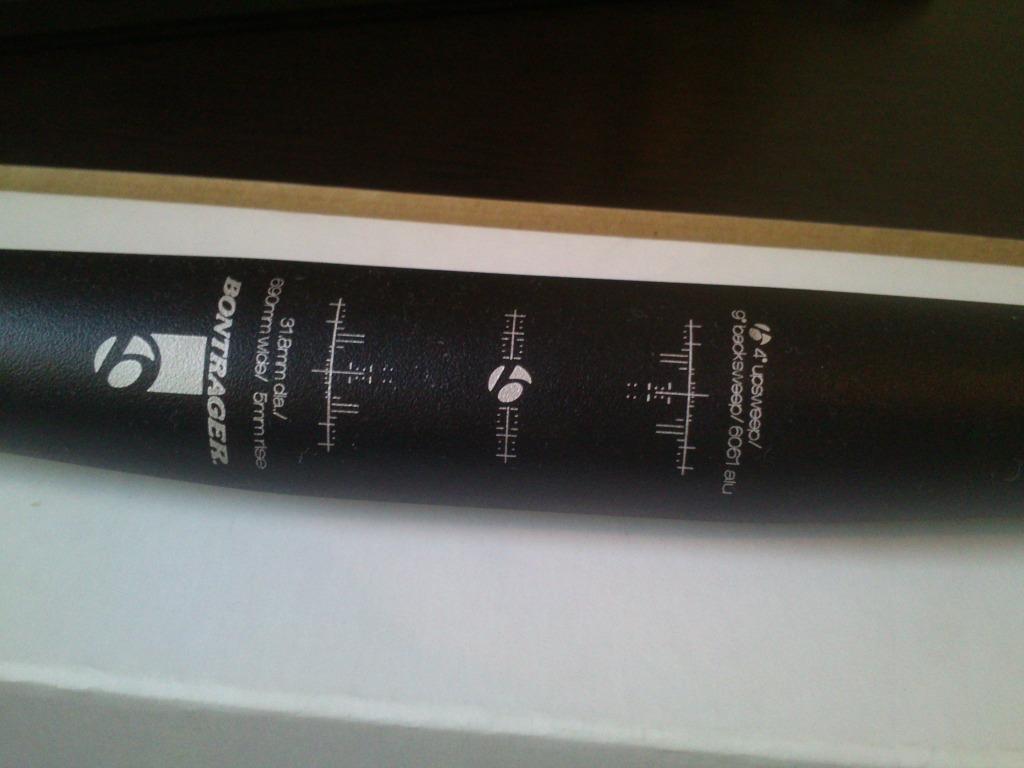 BONTRAGER
31.8mm dia./
690mm wide/ 5mm rise
4° upsweep/
9° backsweep/ 6061 alu